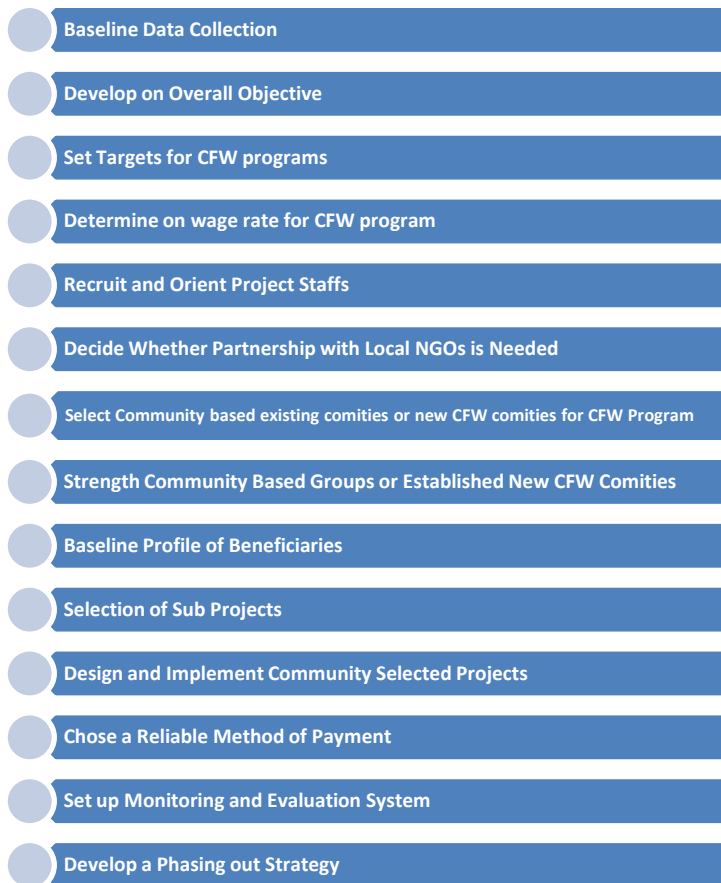 Baseline Data Collection
Develop on Overall Objective
Set Targets for CFW programs
Determine on wage rate for CFW program
Recruit and Orient Project Staffs
Decide Whether Partnership with Local NGOs is Needed
Select Community based existing comities or new CFW comities for CFW Program
Strength Community Based Groups or Established New CFW Comities
Baseline Profile of Beneficiaries
Selection of Sub Projects
Design and Implement Community Selected Projects
Chose a Reliable Method of Payment
Set up Monitoring and Evaluation System
Develop a Phasing out Strategy